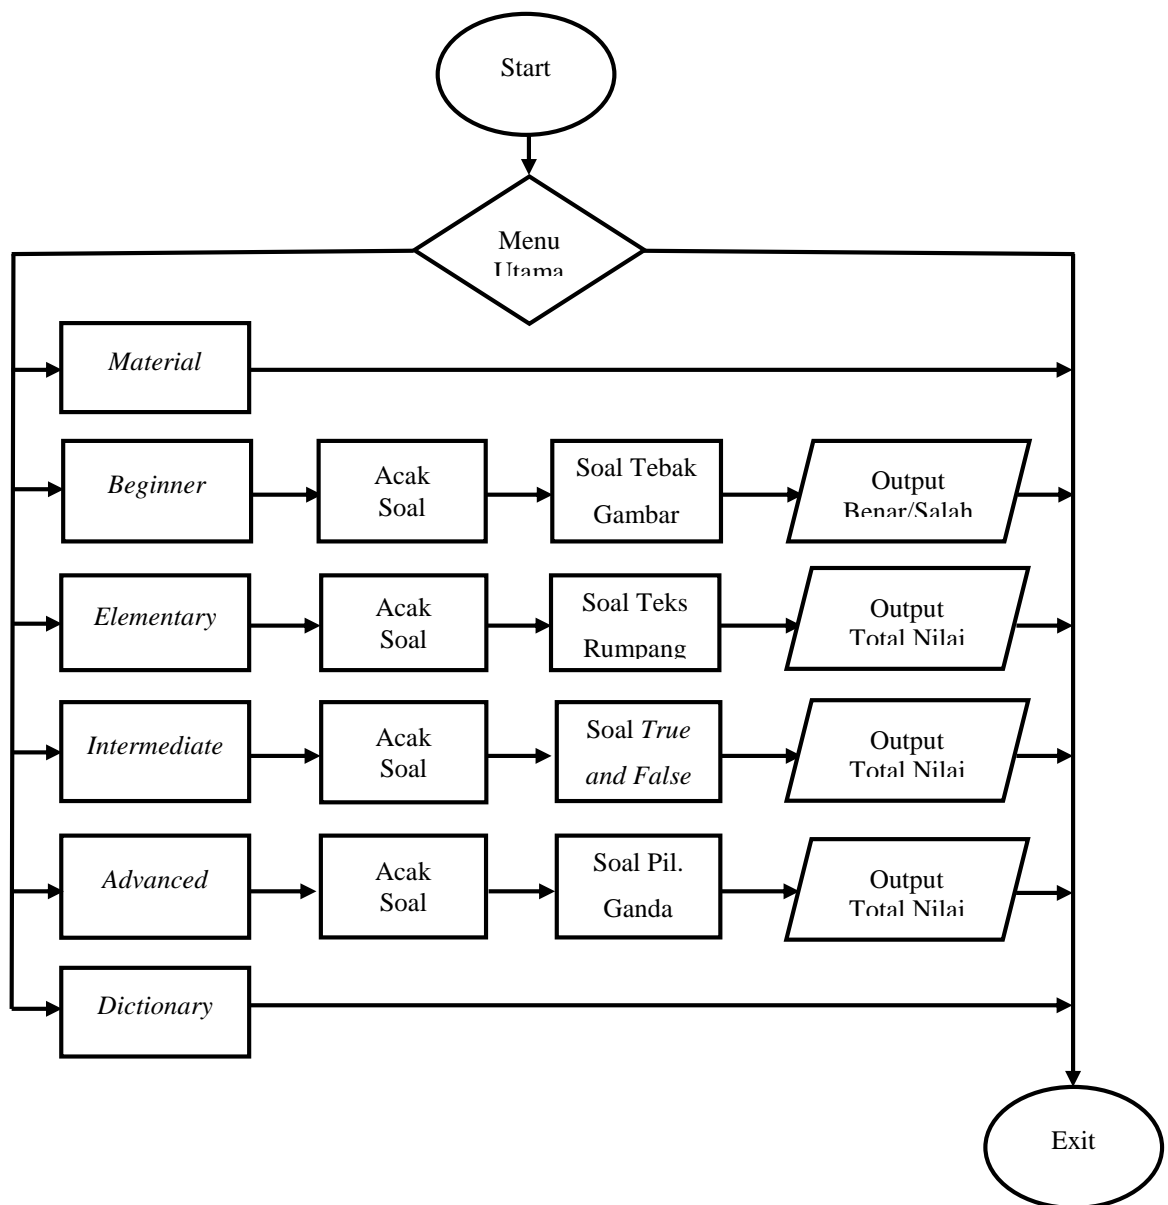 Start
Menu
Utama
Material
Beginner
Acak
Soal
Soal Tebak
Gambar
Output
Benar/Salah
Elementary
Acak
Soal
Soal Teks
Rumpang
Output
Total Nilai
Intermediate
Acak
Soal
Soal True
and False
Output
Total Nilai
Advanced
Acak
Soal
Soal Pil.
Ganda
Output
Total Nilai
Dictionary
Exit